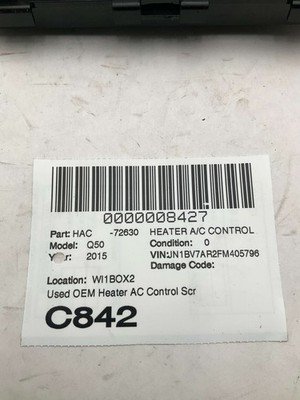 0000008427
Part: HAC -72630 HEATER A/C CONTROL
Model: Q50 Condition: 0
Year: 2015 VIN:JN1BV7AR2FM405796
Damage Code:
Location: WI1BOX2
Used OEM Heater AC Control Scr
C842